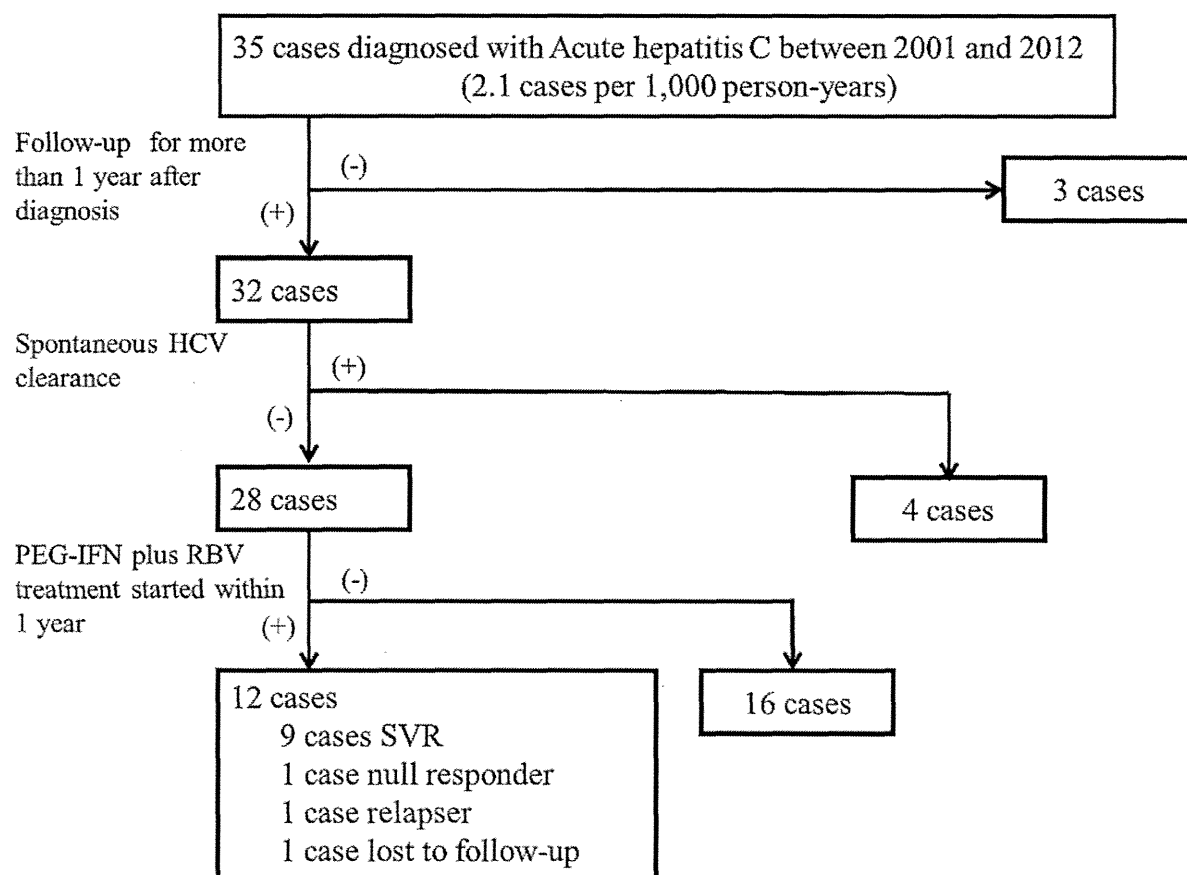 35 cases diagnosed with Acute hepatitis C between 2001 and 2012
(2.1 cases per 1,000 person-years)
Follow-up for more
than 1 year after
diagnosis
(-)
(+)
3 cases
32 cases
Spontaneous HCV
clearance
(+)
(-)
28 cases
4 cases
PEG-IFN plus RBV
treatment started within
1 year
(-)
(+)
12 cases
9 cases SVR
1 case null responder
1 case relapser
1 case lost to follow-up
16 cases